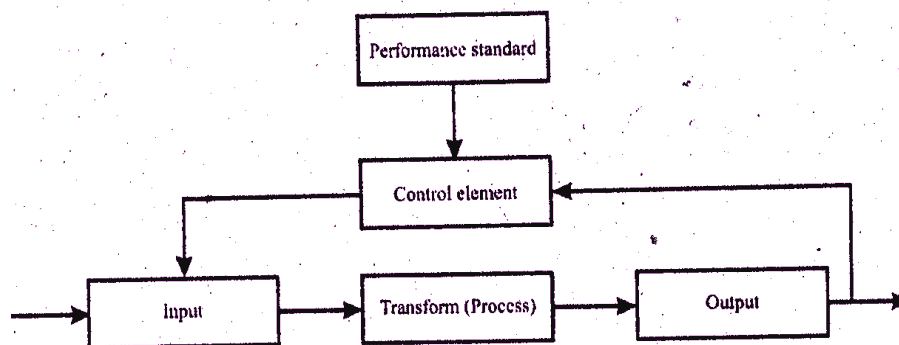 Performance standard
Control element
Input
Transform (Process)
Output